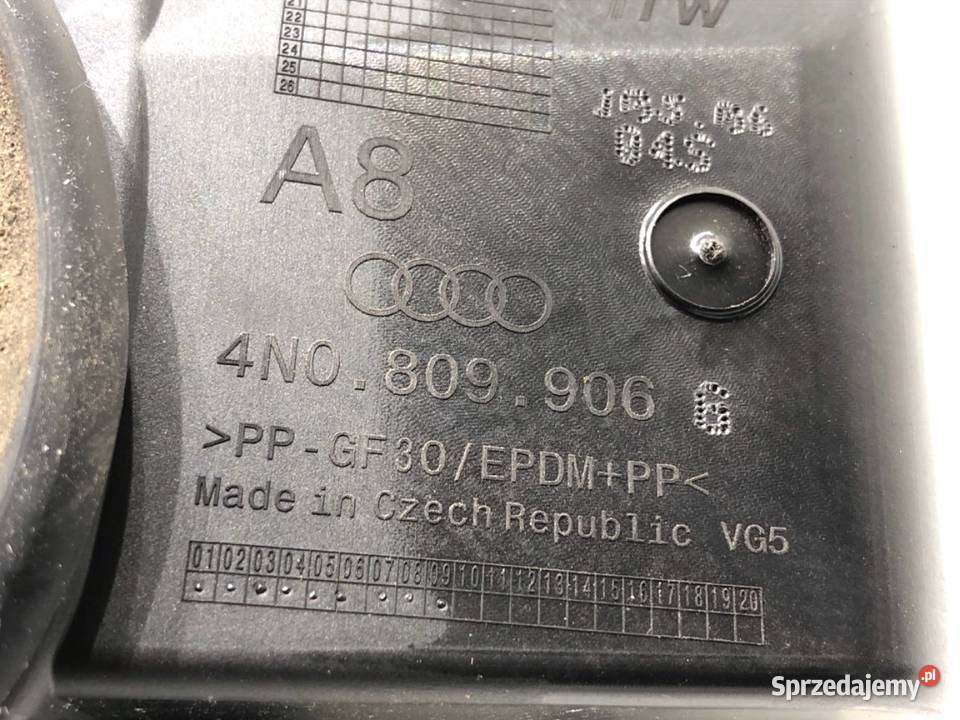 21
22
23
24
25
26
ITW
A8
04S
4N0.809.906 G
>PP-GF30/EPDM+PP<
Made in Czech Republic VG5
01 02 03 04 05 06 07 08 09 10 11 12 13 14 15 16 17 18 19 20
Sprzedajemy.pl